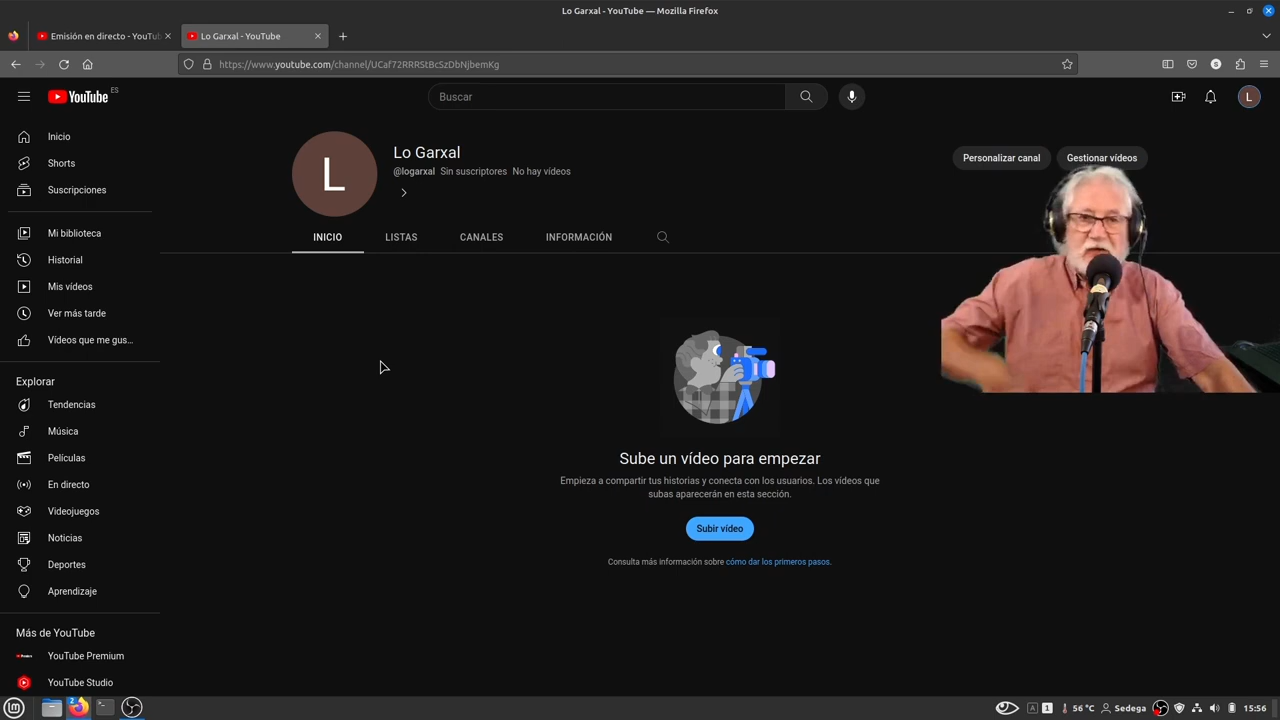 Lo Garxal - YouTube — Mozilla Firefox
Emisión en directo - YouTub
Lo Garxal - YouTube
https://www.youtube.com/channel/UCaf72RRRStBcSzDbNjbemKg
YouTube ES
Buscar
L
Inicio
Shorts
Suscripciones
Mi biblioteca
Historial
Mis vídeos
Ver más tarde
Vídeos que me gus...
Explorar
Tendencias
Música
Películas
En directo
Videojuegos
Noticias
Deportes
Aprendizaje
Más de YouTube
YouTube Premium
YouTube Studio
L
Lo Garxal
@logarxal Sin suscriptores No hay vídeos
Personalizar canal
Gestionar vídeos
INICIO LISTAS CANALES INFORMACIÓN
Sube un vídeo para empezar
Empieza a compartir tus historias y conecta con los usuarios. Los vídeos que
subas aparecerán en esta sección.
Subir vídeo
Consulta más información sobre cómo dar los primeros pasos.
2
A 1 56 °C Sedega 15:56